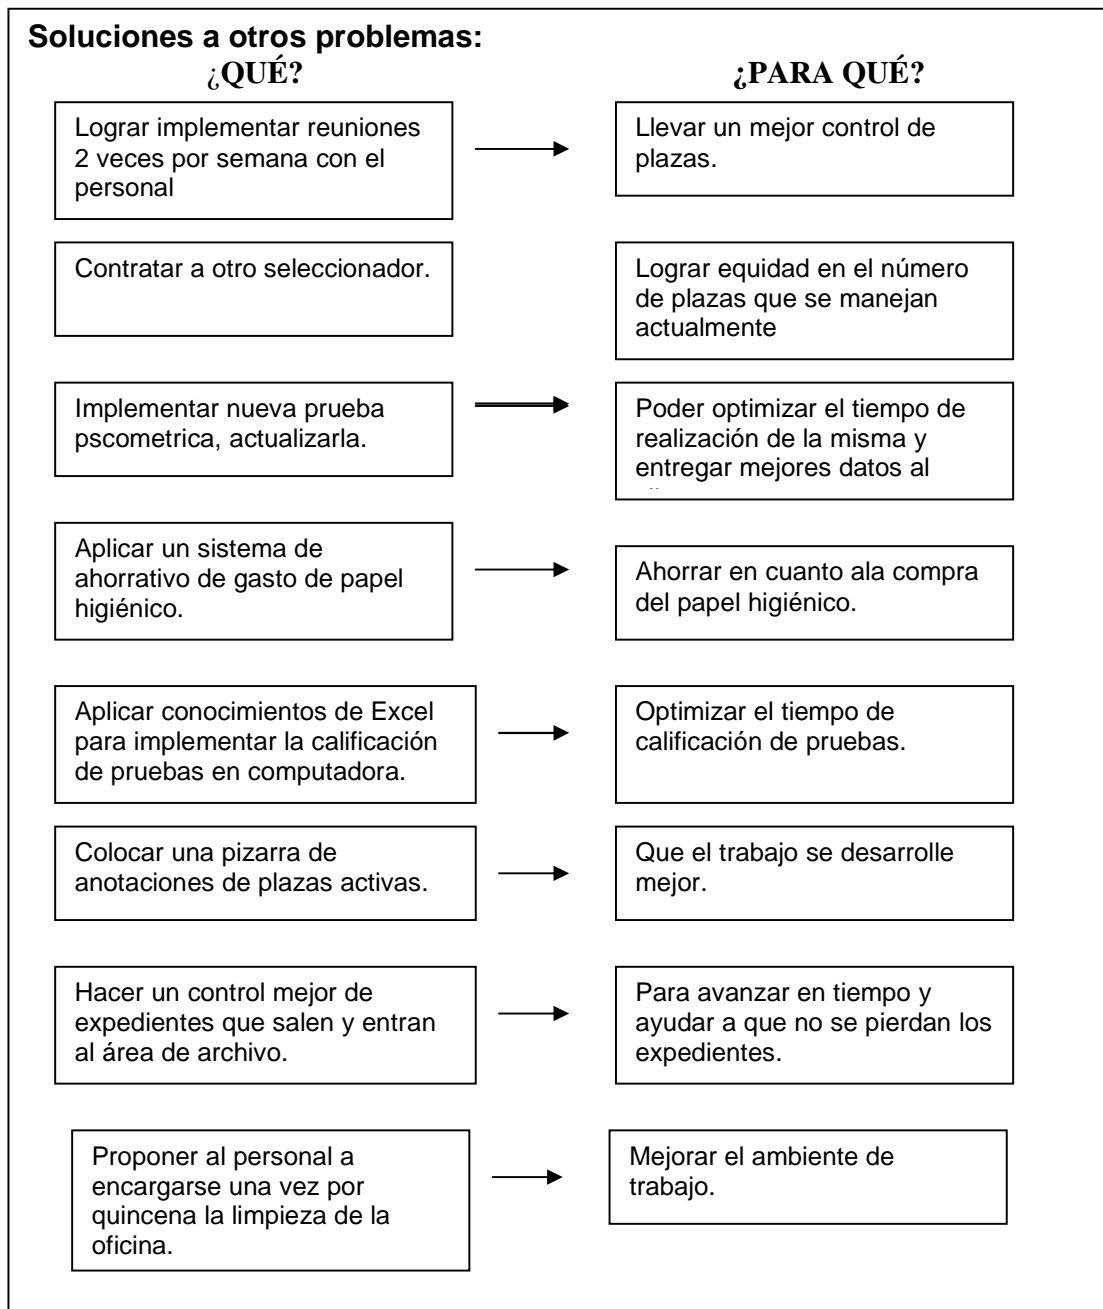 Soluciones a otros problemas:
¿QUÉ?
¿PARA QUÉ?
Lograr implementar reuniones
2 veces por semana con el
personal
Llevar un mejor control de
plazas.
Contratar a otro seleccionador.
Lograr equidad en el número
de plazas que se manejan
actualmente
Implementar nueva prueba
pscometrica, actualizarla.
Poder optimizar el tiempo de
realización de la misma y
entregar mejores datos al
Aplicar un sistema de
ahorrativo de gasto de papel
higiénico.
Ahorrar en cuanto ala compra
del papel higiénico.
Aplicar conocimientos de Excel
para implementar la calificación
de pruebas en computadora.
Optimizar el tiempo de
calificación de pruebas.
Colocar una pizarra de
anotaciones de plazas activas.
Que el trabajo se desarrolle
mejor.
Hacer un control mejor de
expedientes que salen y entran
al área de archivo.
Para avanzar en tiempo y
ayudar a que no se pierdan los
expedientes.
Proponer al personal a
encargarse una vez por
quincena la limpieza de la
oficina.
Mejorar el ambiente de
trabajo.